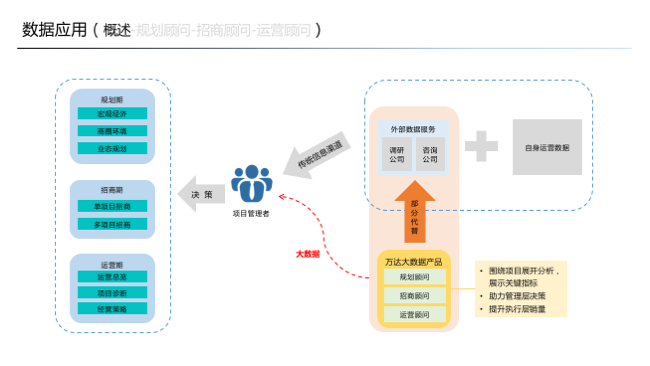 数据应用（概述-规划顾问-招商顾问-运营顾问）
规划期
宏观经济
商圈环境
业态规划
招商期
单项目招商
多项目招商
运营期
运营总览
项目诊断
经营策略
决 策
项目管理者
传统信息渠道
大数据
外部数据服务
调研
公司
咨询
公司
自身运营数据
部
分
代
替
万达大数据产品
规划顾问
招商顾问
运营顾问
• 围绕项目展开分析，
展示关键指标
• 助力管理层决策
• 提升执行层销量